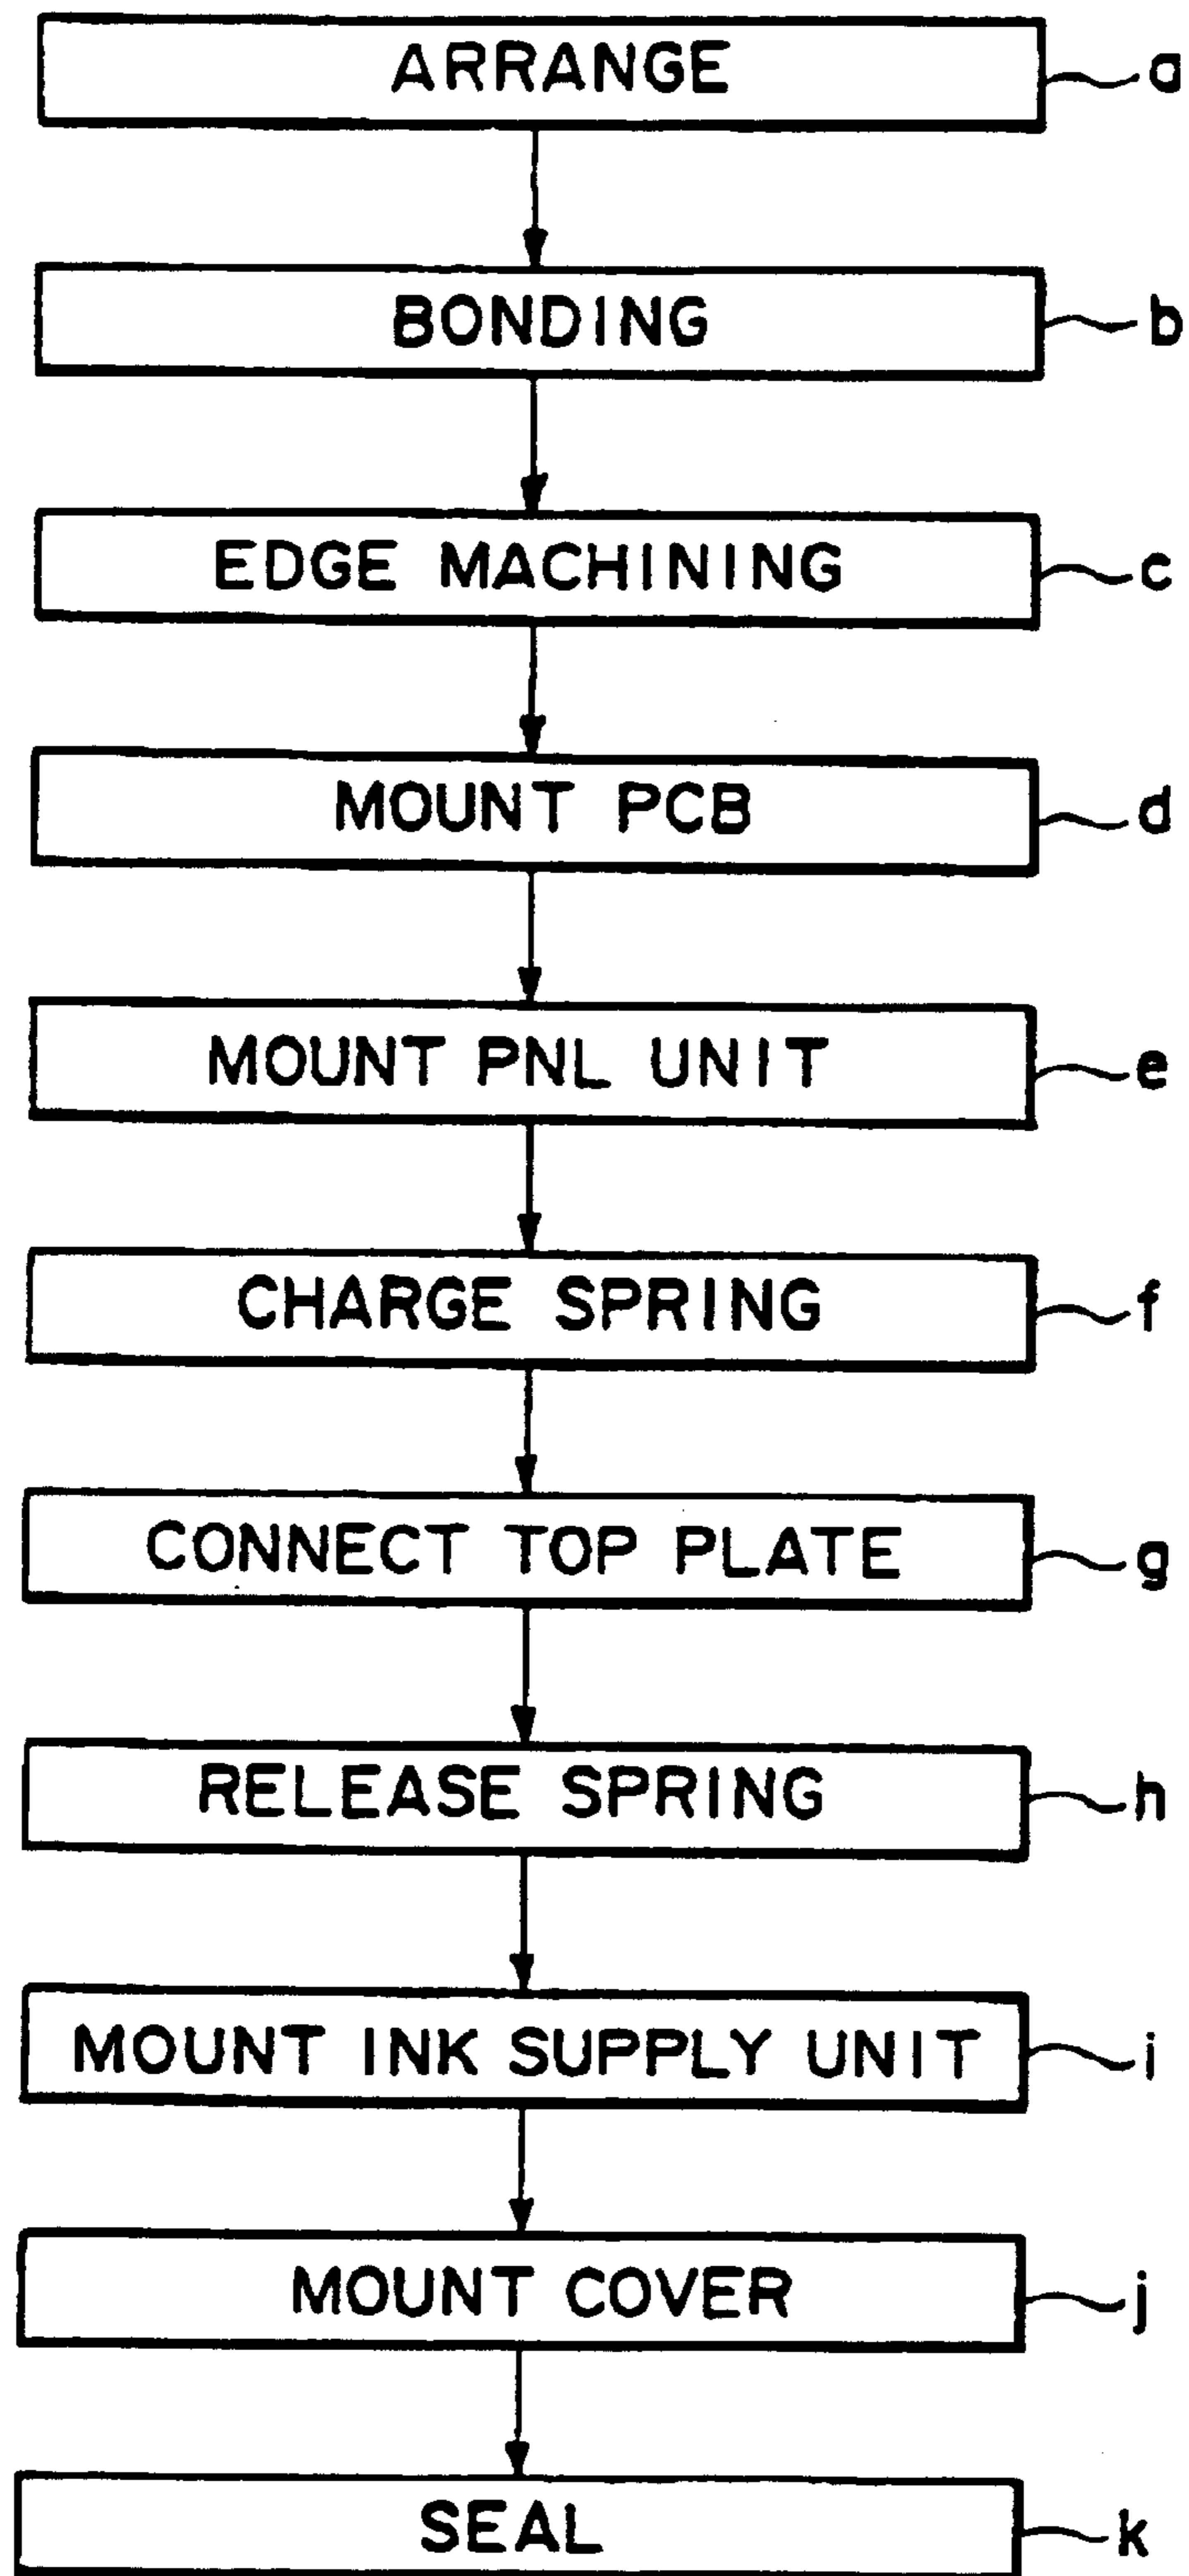 ARRANGE a
BONDING b
EDGE MACHINING c
MOUNT PCB d
MOUNT PNL UNIT e
CHARGE SPRING f
CONNECT TOP PLATE g
RELEASE SPRING h
MOUNT INK SUPPLY UNIT i
MOUNT COVER j
SEAL k